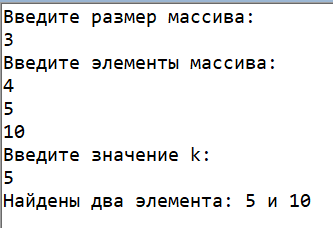 Введите размер массива:
3
Введите элементы массива:
4
5
10
Введите значение k:
5
Найдены два элемента: 5 и 10